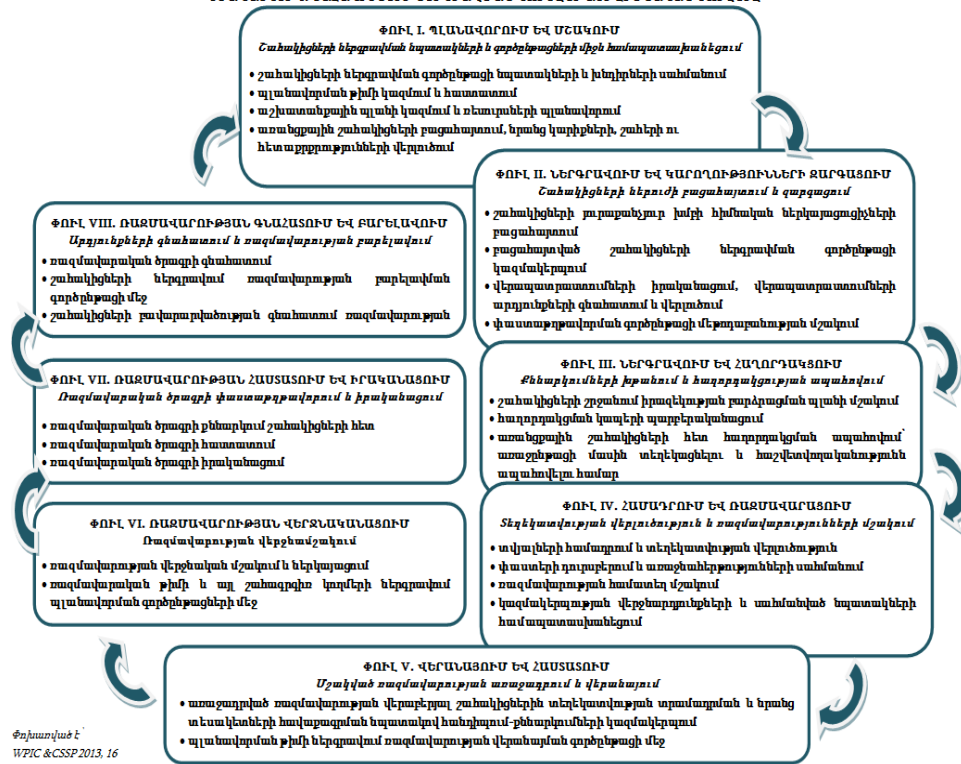 ՓՈՒԼ I. ՊԼԱՆԱՎՈՐՈՒՄ ԵՎ ՄՇԱԿՈՒՄ
Շահակիցների ներգրավման նպատակների և գործընթացների միջև համապատասխանեցում
• շահակիցների ներգրավման գործընթացի նպատակների և խնդիրների սահմանում
• պլանավորման թիմի կազմում և հաստատում
• աշխատանքային պլանի կազմում և ռեսուրսների պլանավորում
• առանցքային շահակիցների բացահայտում, նրանց կարիքների, շահերի ու
հետաքրքրությունների վերլուծում
ՓՈՒԼ II. ՆԵՐԳՐԱՎՈՒՄ ԵՎ ԿԱՐՈՂՈՒԹՅՈՒՆՆԵՐԻ ԶԱՐԳԱՑՈՒՄ
Շահակիցների ներուժի բացահայտում և զարգացում
• շահակիցների յուրաքանչյուր խմբի հիմնական ներկայացուցիչների
բացահայտում
• բացահայտված շահակիցների ներգրավման գործընթացի
կազմակերպում
• վերապատրաստումների իրականացում, վերապատրաստումների
արդյունքների գնահատում և վերլուծում
• փաստաթղթավորման գործընթացի մեթոդաբանության մշակում
ՓՈՒԼ III. ՆԵՐԳՐԱՎՈՒՄ ԵՎ ՀԱՂՈՐԴԱԿՑՈՒՄ
Քննարկումների խթանում և հաղորդակցության ապահովում
• շահակիցների շրջանում իրազեկության բարձրացման պլանի մշակում
• հաղորդակցման կապերի պարբերականացում
• առանցքային շահակիցների հետ հաղորդակցման ապահովում՝
առաջընթացի մասին տեղեկացնելու և հաշվետվողականությունն
ապահովելու համար
ՓՈՒԼ IV. ՀԱՄԱԴՐՈՒՄ ԵՎ ՌԱԶՄԱՎԱՐԱՑՈՒՄ
Տեղեկատվության վերլուծություն և ռազմավարությունների մշակում
• տվյալների համադրում և տեղեկատվության վերլուծություն
• փաստերի դուրսբերում և առաջնահերթությունների սահմանում
• ռազմավարության համատեղ մշակում
• կազմակերպության վերջնարդյունքների և սահմանված նպատակների
համապատասխանեցում
ՓՈՒԼ V. ՎԵՐԱՆԱՅՈՒՄ ԵՎ ՀԱՍՏԱՏՈՒՄ
Մշակված ռազմավարության առաջադրում և վերանայում
• առաջադրված ռազմավարության վերաբերյալ շահակիցներին տեղեկատվության տրամադրման և նրանց
տեսակետների հավաքագրման նպատակով հանդիպում-քննարկումների կազմակերպում
• պլանավորման թիմի ներգրավում ռազմավարության վերանայման գործընթացի մեջ
ՓՈՒԼ VI. ՌԱԶՄԱՎԱՐՈՒԹՅԱՆ ՎԵՐՋՆԱԿԱՆԱՑՈՒՄ
Ռազմավարության վերջնամշակում
• ռազմավարության վերջնական մշակում և ներկայացում
• ռազմավարական թիմի և այլ շահագրգիռ կողմերի ներգրավում
պլանավորման գործընթացների մեջ
ՓՈՒԼ VII. ՌԱԶՄԱՎԱՐՈՒԹՅԱՆ ՀԱՍՏԱՏՈՒՄ ԵՎ ԻՐԱԿԱՆԱՑՈՒՄ
Ռազմավարական ծրագրի փաստաթղթավորում և իրականացում
• ռազմավարական ծրագրի քննարկում շահակիցների հետ
• ռազմավարական ծրագրի հաստատում
• ռազմավարական ծրագրի իրականացում
ՓՈՒԼ VIII. ՌԱԶՄԱՎԱՐՈՒԹՅԱՆ ԳՆԱՀԱՏՈՒՄ ԵՎ ԲԱՐԵԼԱՎՈՒՄ
Արդյունքների գնահատում և ռազմավարության բարելավում
• ռազմավարական ծրագրի գնահատում
• շահակիցների ներգրավում ռազմավարության բարելավման
գործընթացի մեջ
• շահակիցների բավարարվածության գնահատում ռազմավարության
Փոխառված է՝
WPIC &CSSP 2013, 16